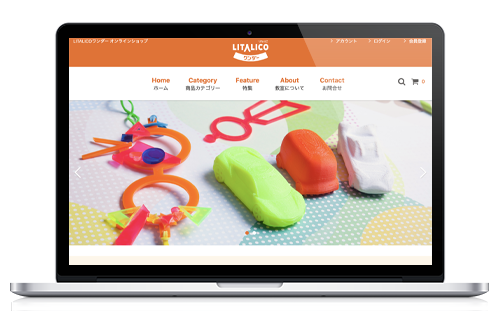 LITALICOワンダー オンラインショップ
LITALICO
ワンダー
アカウント
ログイン
会員登録
Home
ホーム
Category
商品カテゴリー
Feature
特集
About
教室について
Contact
お問合せ
0